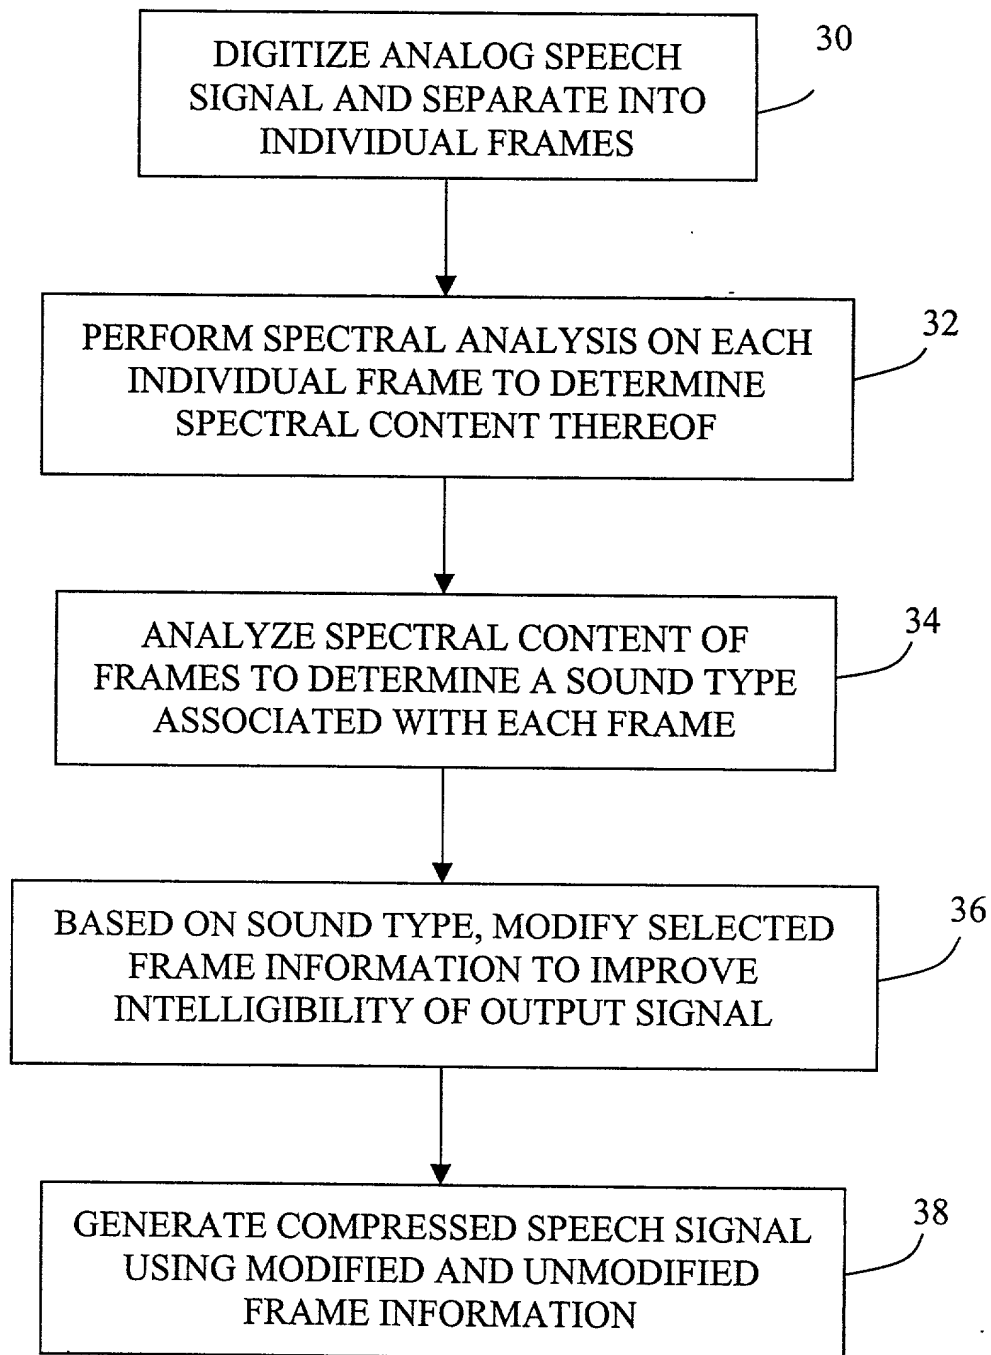 DIGITIZE ANALOG SPEECH
SIGNAL AND SEPARATE INTO
INDIVIDUAL FRAMES
30
PERFORM SPECTRAL ANALYSIS ON EACH
INDIVIDUAL FRAME TO DETERMINE
SPECTRAL CONTENT THEREOF
32
ANALYZE SPECTRAL CONTENT OF
FRAMES TO DETERMINE A SOUND TYPE
ASSOCIATED WITH EACH FRAME
34
BASED ON SOUND TYPE, MODIFY SELECTED
FRAME INFORMATION TO IMPROVE
INTELLIGIBILITY OF OUTPUT SIGNAL
36
GENERATE COMPRESSED SPEECH SIGNAL
USING MODIFIED AND UNMODIFIED
FRAME INFORMATION
38